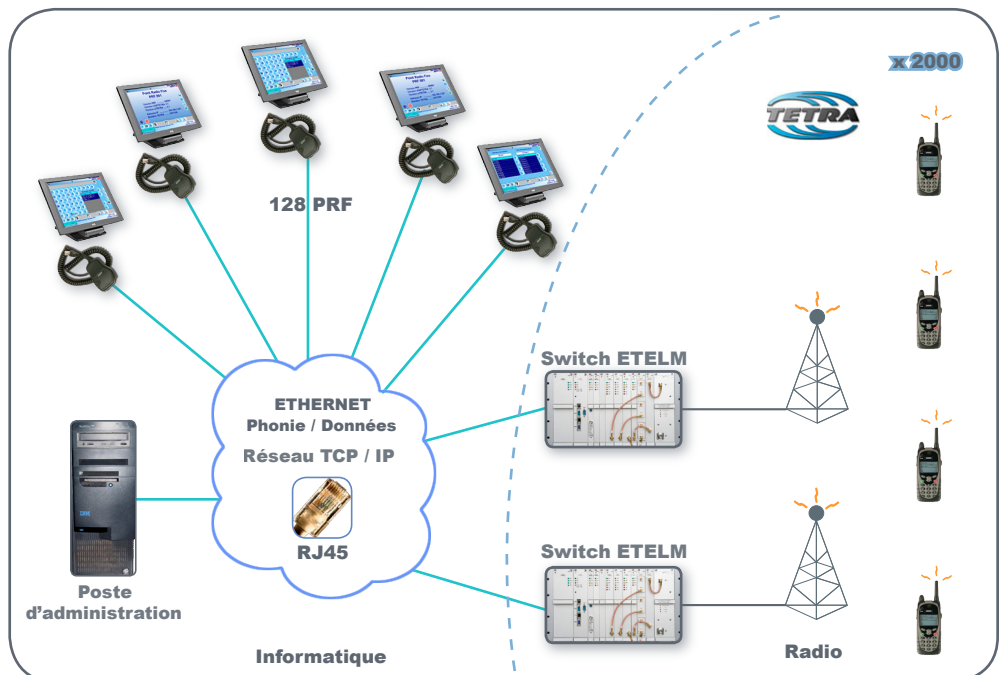 x 2000
TETRA
128 PRF
Switch ETELM
ETHERNET
Phonie / Données
Réseau TCP / IP
RJ45
IBM
Switch ETELM
Poste
d’administration
Informatique
Radio